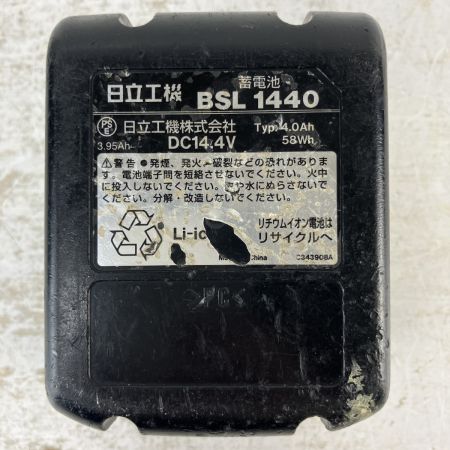 蓄電池
日立工機 BSL 1440
PS E 日立工機株式会社 Typ. 4.0Ah
3.95Ah DC14.4V 58Wh
⚠警告 ●発煙、発火、破裂などの恐れがありま
す。電池端子間を短絡させないでください。火中
に投入しないでください。 や水にぬらさないで
ください。分解・改造しないでください。
Li-ion リチウムイオン電池は
リサイクルへ
China C343908A
>PC<